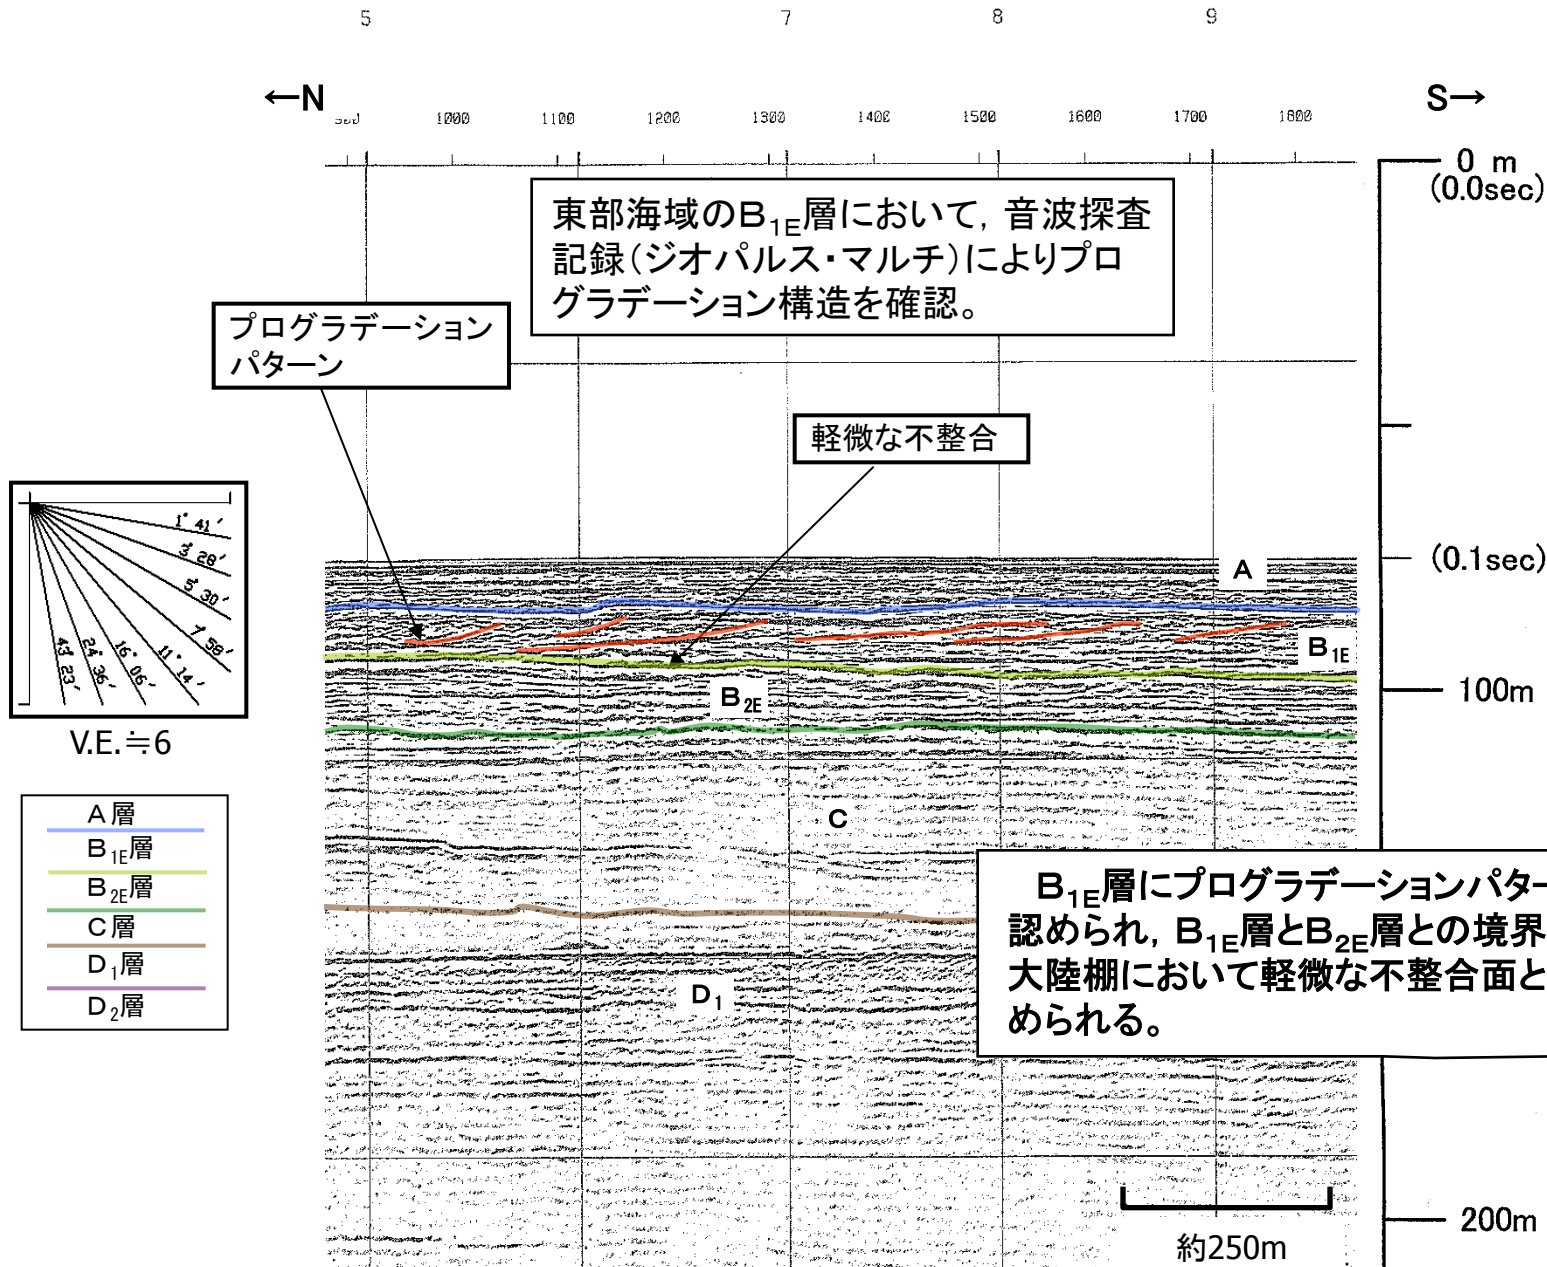 5 7 8 9
←N S→
900 1000 1100 1200 1300 1400 1500 1600 1700 1800
0 m
(0.0sec)
東部海域のB1E層において，音波探査
記録（ジオパルス・マルチ）によりプロ
グラデーション構造を確認。
プログラデーション
パターン
軽微な不整合
1° 41′
3° 28′
5° 30′
7° 58′
11° 14′
16° 06′
24° 36′
43° 23′
V.E.≒6
A
(0.1sec)
B1E
B2E
100m
A層
B1E層
B2E層
C層
D1層
D2層
C
D1
B1E層にプログラデーションパター
認められ，B1E層とB2E層との境界
大陸棚において軽微な不整合面と
められる。
200m
約250m